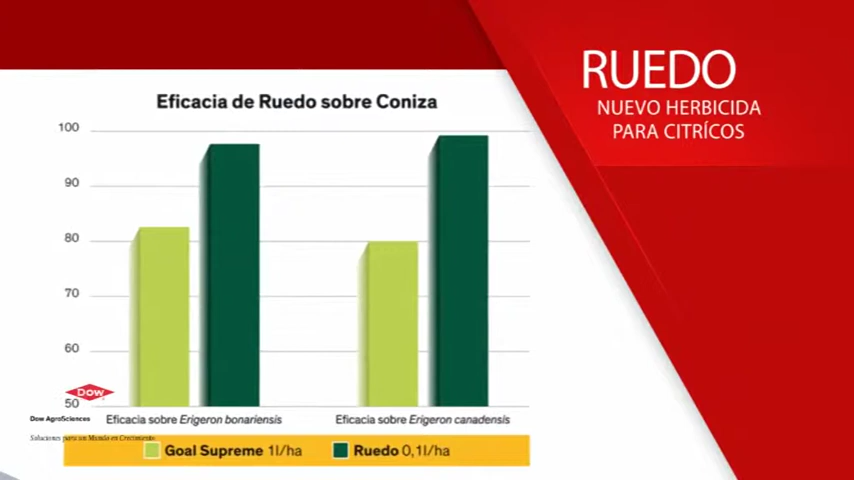 RUEDO
NUEVO HERBICIDA
PARA CITRÍCOS
Eficacia de Ruedo sobre Coniza
100
90
80
70
60
50
Dow
Dow AgroSciences
Soluciones para un Mundo en Crecimiento
Eficacia sobre Erigeron bonariensis
Eficacia sobre Erigeron canadensis
Goal Supreme 1l/ha
Ruedo 0,1l/ha